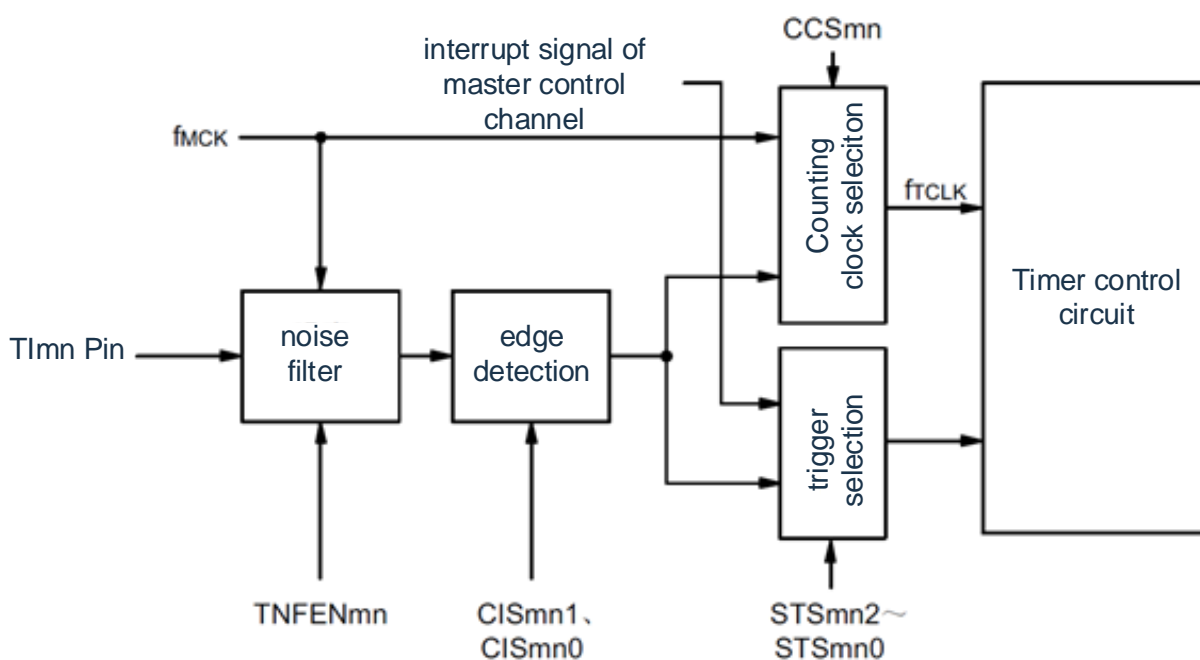 CCSmn
interrupt signal of
master control
channel
fMCK
Counting
clock seleciton
fTCLK
Timer control
circuit
TImn Pin
noise
filter
edge
detection
trigger
selection
TNFENmn
CISmn1、
CISmn0
STSmn2～
STSmn0